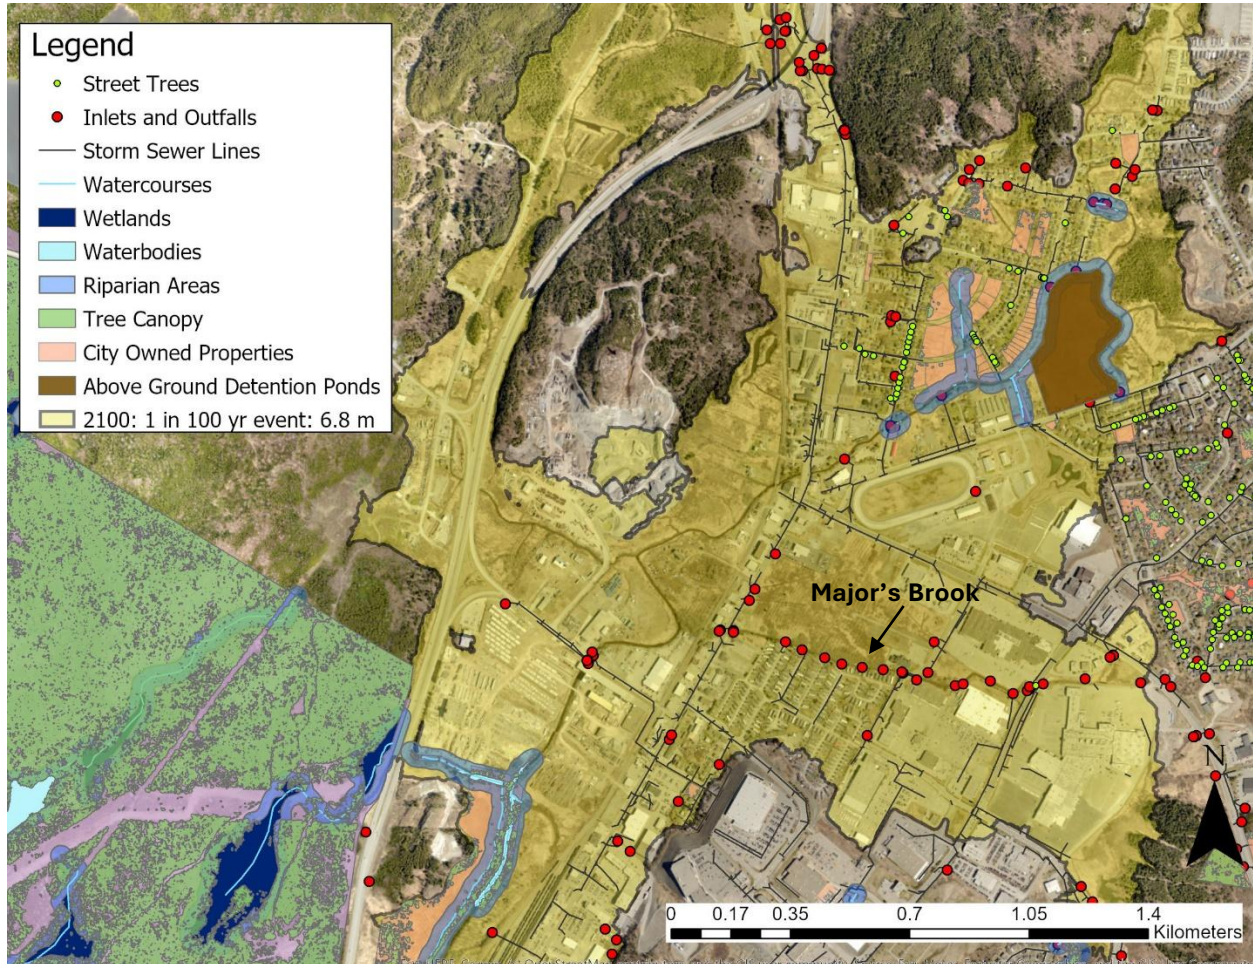 Legend
Street Trees
Inlets and Outfalls
Storm Sewer Lines
Watercourses
Wetlands
Waterbodies
Riparian Areas
Tree Canopy
City Owned Properties
Above Ground Detention Ponds
2100: 1 in 100 yr event: 6.8 m
Major's Brook
N
0 0.17 0.35 0.7 1.05 1.4
Kilometers